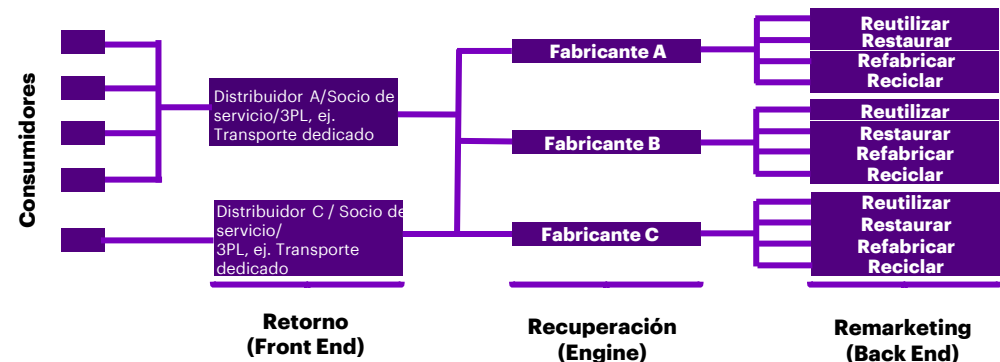 Consumidores
Distribuidor A/Socio de
servicio/3PL, ej.
Transporte dedicado
Distribuidor C / Socio de
servicio/
3PL, ej. Transporte
dedicado
Retorno
(Front End)
Fabricante A
Fabricante B
Fabricante C
Recuperación
(Engine)
Reutilizar
Restaurar
Refabricar
Reciclar
Reutilizar
Restaurar
Refabricar
Reciclar
Reutilizar
Restaurar
Refabricar
Reciclar
Remarketing
(Back End)